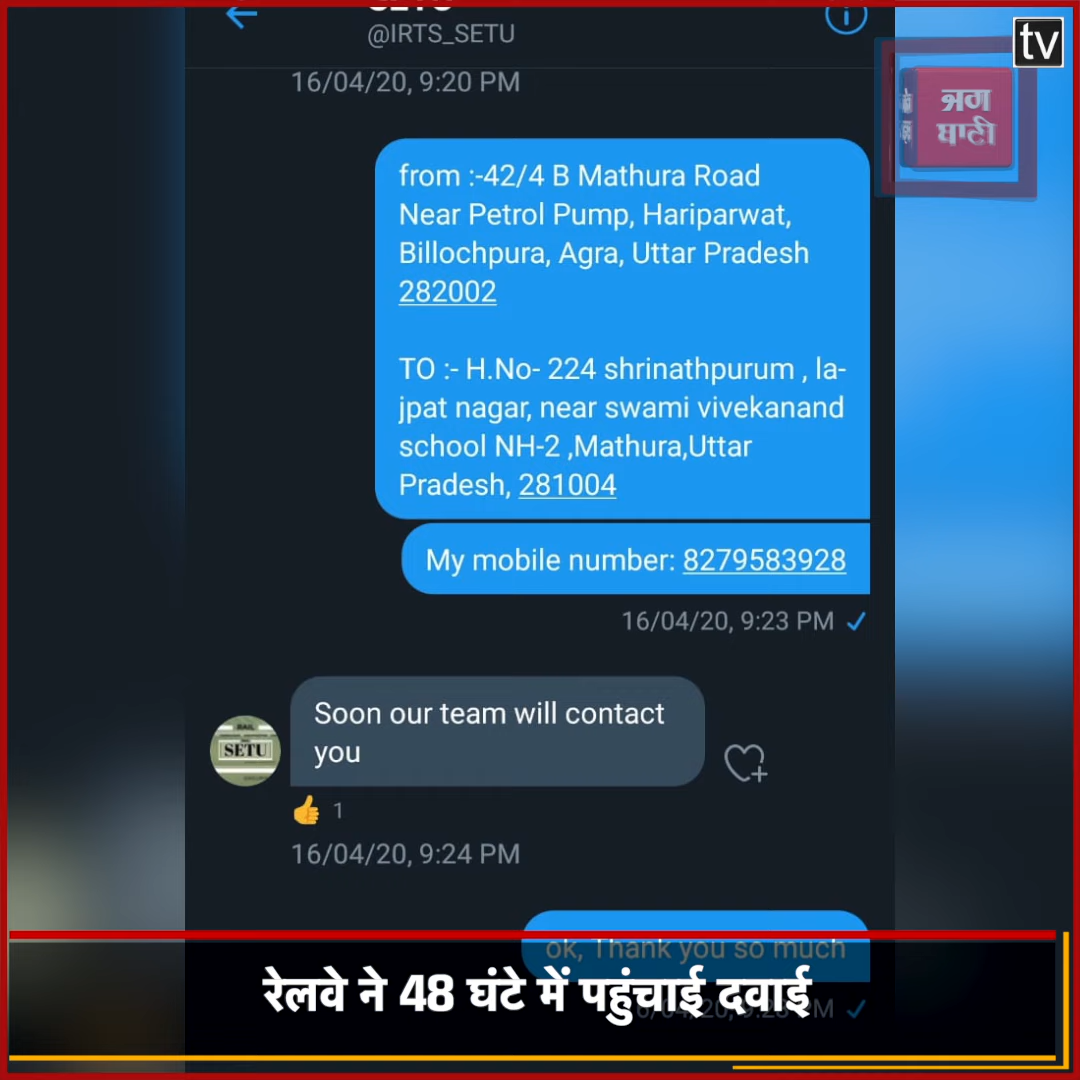 @IRTS_SETU
tv
16/04/20, 9:20 PM
from :-42/4 B Mathura Road
Near Petrol Pump, Hariparwat,
Billochpura, Agra, Uttar Pradesh
282002
TO :- H.No- 224 shrinathpurum , la-
jpat nagar, near swami vivekanand
school NH-2 ,Mathura,Uttar
Pradesh, 281004
My mobile number: 8279583928
16/04/20, 9:23 PM
Soon our team will contact
you
RAIL
SETU
1
16/04/20, 9:24 PM
ok, Thank you so much
रेलवे ने 48 घंटे में पहुंचाई दवाई